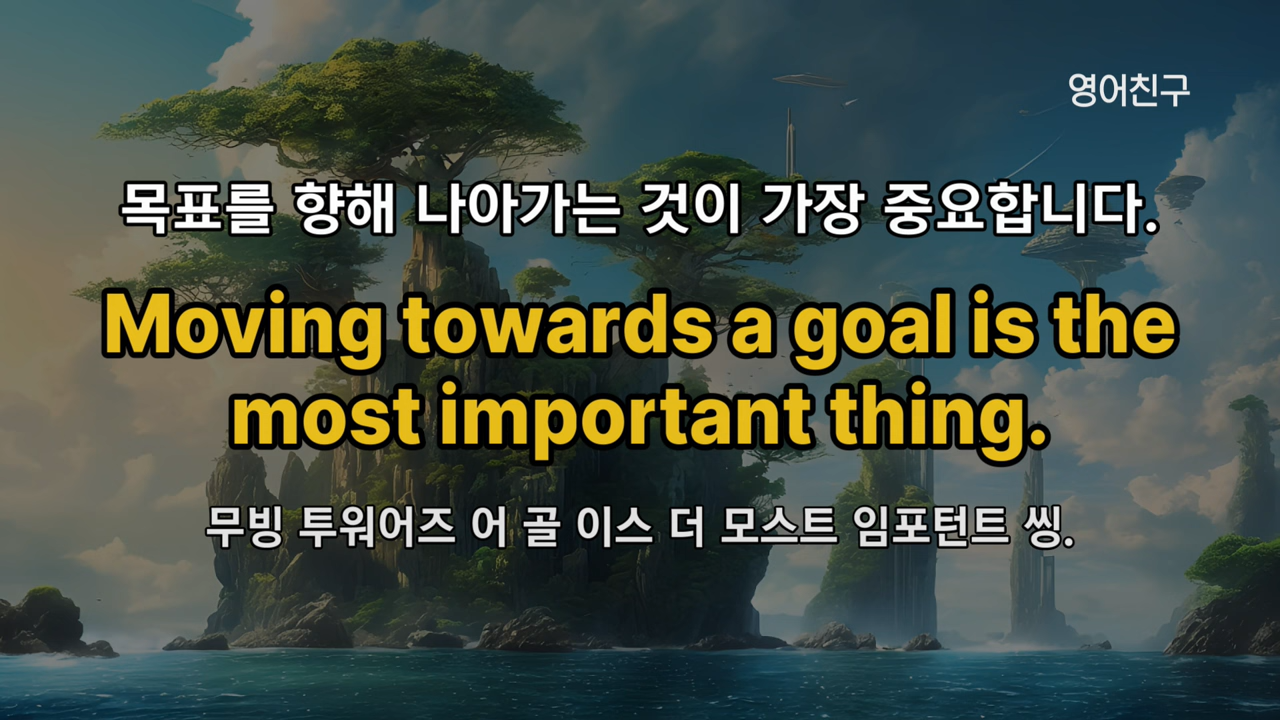 영어친구
목표를 향해 나아가는 것이 가장 중요합니다.
Moving towards a goal is the
most important thing.
무빙 투워어즈 어 골 이스 더 모스트 임포턴트 씽.